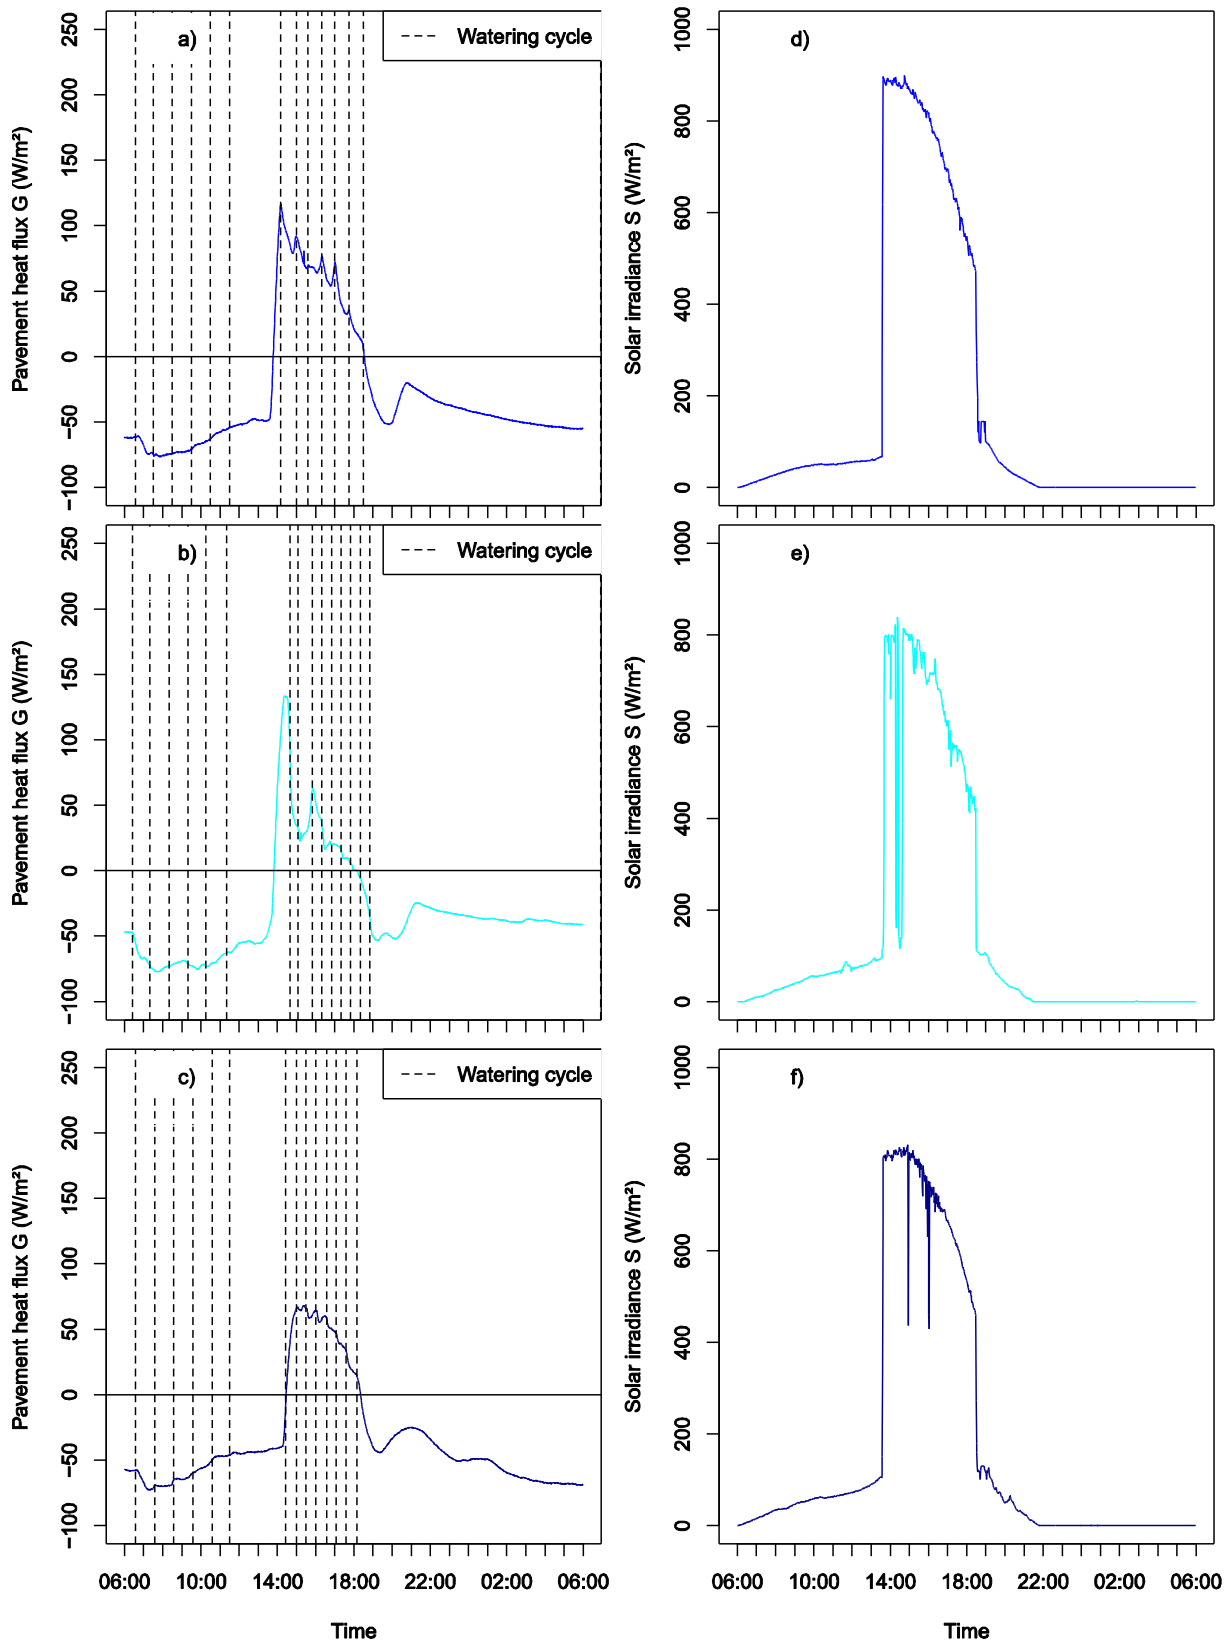 a)
Watering cycle
Pavement heat flux G (W/m²)
250
200
150
100
50
0
−50
−100
d)
Solar irradiance S (W/m²)
1000
800
600
400
200
0
b)
Watering cycle
Pavement heat flux G (W/m²)
250
200
150
100
50
0
−50
−100
e)
Solar irradiance S (W/m²)
1000
800
600
400
200
0
c)
Watering cycle
Pavement heat flux G (W/m²)
250
200
150
100
50
0
−50
−100
06:00 10:00 14:00 18:00 22:00 02:00 06:00
Time
f)
Solar irradiance S (W/m²)
1000
800
600
400
200
0
06:00 10:00 14:00 18:00 22:00 02:00 06:00
Time